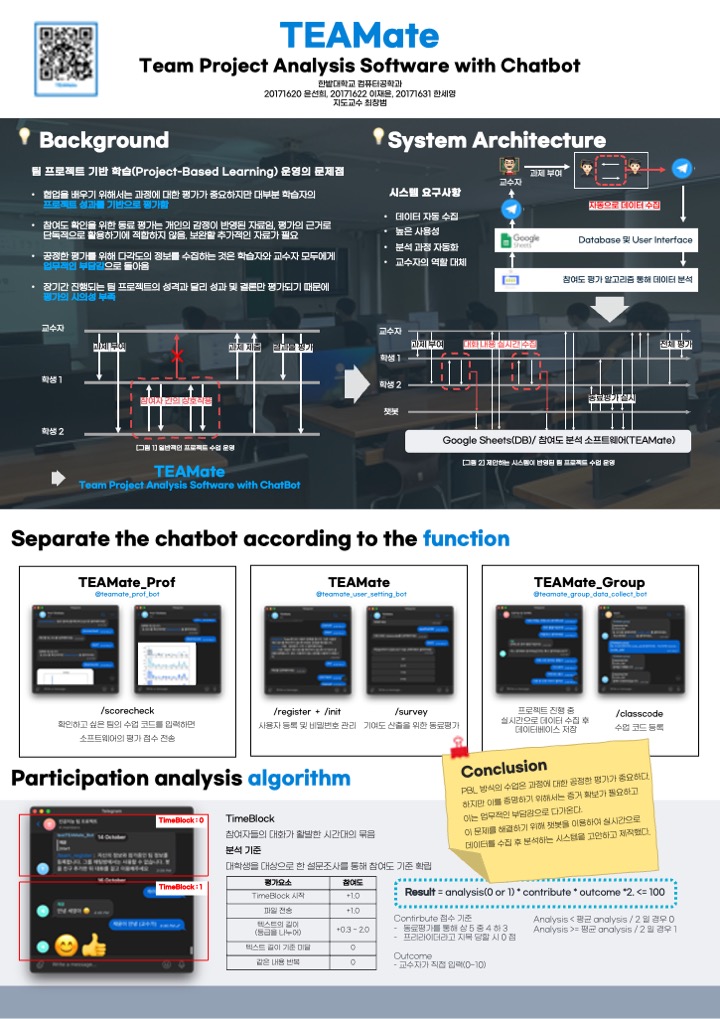 TEAMate
TEAMate
Team Project Analysis Software with Chatbot
한밭대학교 컴퓨터공학과
20171620 윤선희, 20171622 이재윤, 20171631 한세영
지도교수 최창범
Background
팀 프로젝트 기반 학습(Project-Based Learning) 운영의 문제점
• 협업을 배우기 위해서는 과정에 대한 평가가 중요하지만 대부분 학습자의
프로젝트 성과를 기반으로 평가함
• 참여도 확인을 위한 동료 평가는 개인의 감정이 반영된 자료임, 평가의 근거로
단독적으로 활용하기에 적합하지 않음. 보완할 추가적인 자료가 필요
• 공정한 평가를 위해 다각도의 정보를 수집하는 것은 학습자와 교수자 모두에게
업무적인 부담감으로 돌아옴
• 장기간 진행되는 팀 프로젝트의 성격과 달리 성과 및 결론만 평가되기 때문에
평가의 시의성 부족
교수자
과제 부여
과제 제출
결과물 평가
학생 1
참여자 간의 상호작용
학생 2
[그림 1] 일반적인 프로젝트 수업 운영
TEAMate
Team Project Analysis Software with ChatBot
System Architecture
시스템 요구사항
• 데이터 자동 수집
• 높은 사용성
• 분석 과정 자동화
• 교수자의 역할 대체
교수자
과제 부여
자동으로 데이터 수집
Google Sheets
Database 및 User Interface
참여도 평가 알고리즘 통해 데이터 분석
교수자
과제 부여
대화 내용 실시간 수집
전체 평가
학생 1
학생 2
동료평가 실시
챗봇
Google Sheets(DB)/ 참여도 분석 소프트웨어(TEAMate)
[그림 2] 제안하는 시스템이 반영된 팀 프로젝트 수업 운영
Separate the chatbot according to the function
TEAMate_Prof
@teamate_prof_bot
/scorecheck
확인하고 싶은 팀의 수업 코드를 입력하면
소프트웨어의 평가 점수 전송
TEAMate
@teamate_user_setting_bot
/register + /init
사용자 등록 및 비밀번호 관리
/survey
기여도 산출을 위한 동료평가
TEAMate_Group
@teamate_group_data_collect_bot
프로젝트 진행 중
실시간으로 데이터 수집 후
데이터베이스 저장
/classcode
수업 코드 등록
Participation analysis algorithm
Conclusion
PBL 방식의 수업은 과정에 대한 공정한 평가가 중요하다.
하지만 이를 증명하기 위해서는 증거 확보가 필요하고
이는 업무적인 부담으로 다가온다.
이 문제를 해결하기 위해 챗봇을 이용하여 실시간으로
데이터를 수집 후 분석하는 시스템을 고안하고 제작했다.
Telegram
TimeBlock : 0
14 October
TimeBlock : 1
16 October
Write a message...
TimeBlock
참여자들의 대화가 활발한 시간대의 묶음
분석 기준
대학생을 대상으로 한 설문조사를 통해 참여도 기준 확립
평가요소 참여도
TimeBlock 시작 +1.0
파일 전송 +1.0
텍스트의 길이
(등급을 나누어) +0.3 ~ 2.0
텍스트 길이 기준 미달 0
같은 내용 반복 0
Result = analysis(0 or 1) * contribute * outcome *2. <= 100
Contirbute 점수 기준
- 동료평가를 통해 상 5 중 4 하 3
- 프리라이더라고 지목 당할 시 0 점
Outcome
- 교수자가 직접 입력(0~10)
Analysis < 평균 analysis / 2 일 경우 0
Analysis >= 평균 analysis / 2 일 경우 1